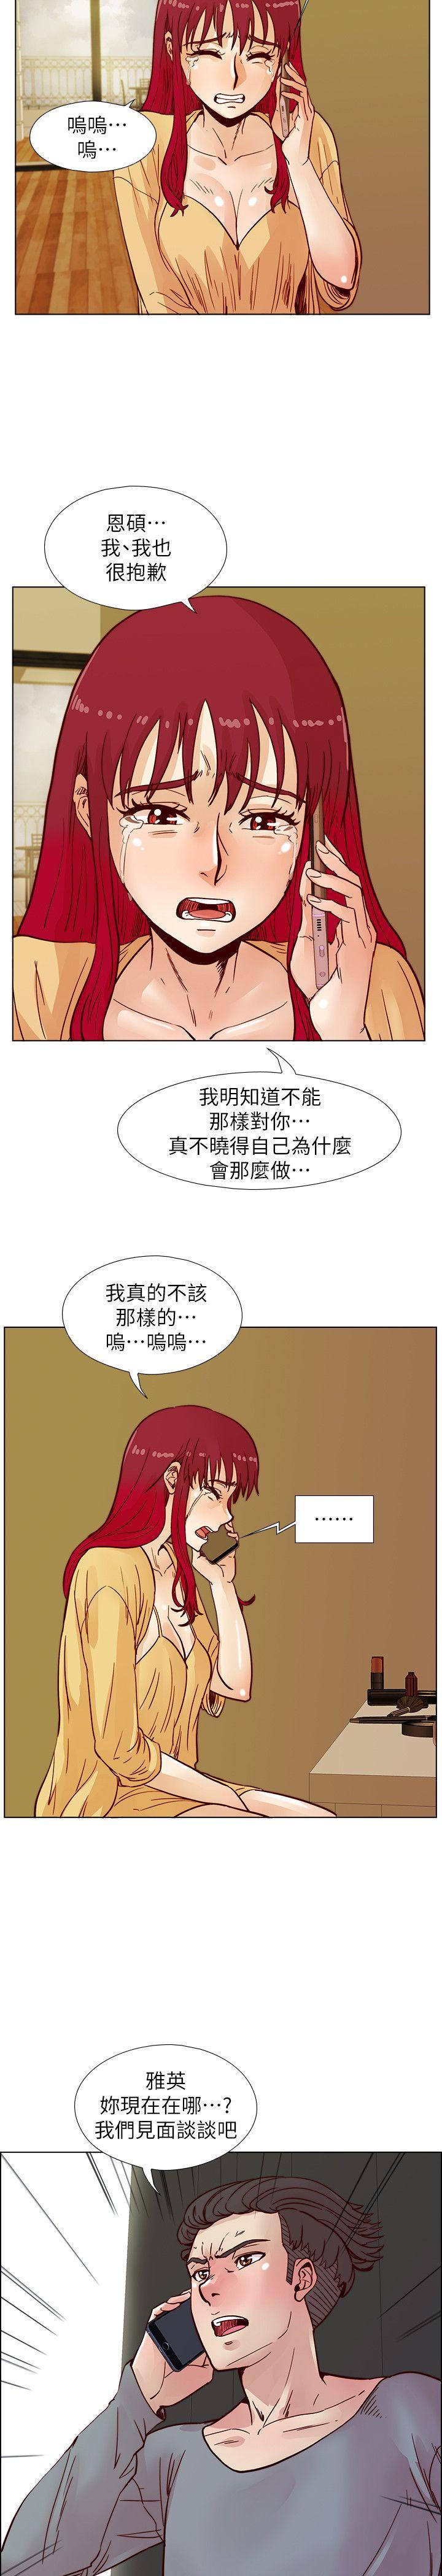 嗚嗚⋯
嗚⋯
恩碩⋯
我、我也
很抱歉
我明知道不能
那樣對你⋯
真不曉得自己為什麼
會那麼做⋯
我真的不該
那樣的⋯
嗚⋯嗚嗚⋯
⋯⋯
雅英
妳現在在哪⋯?
我們見面談談吧